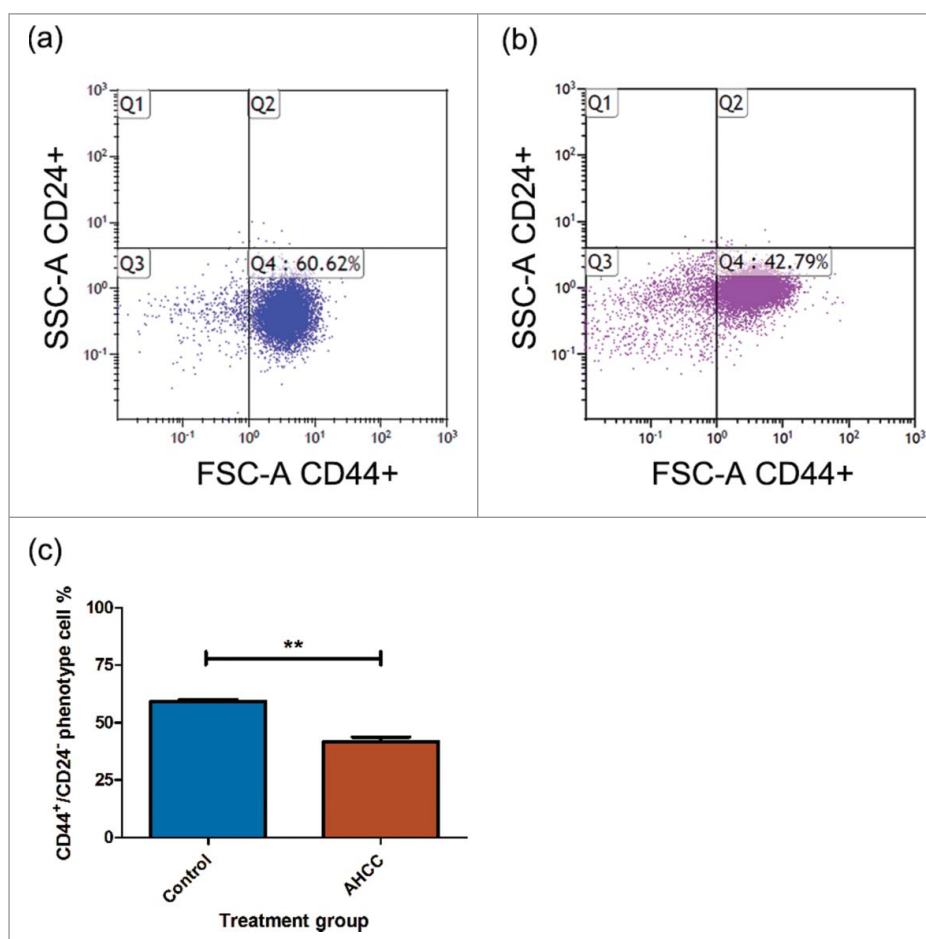 (a)
10³
Q1
Q2
10²
10¹
Q3
Q4 : 60.62%
10⁰
10⁻¹
SSC-A CD24+
10⁻¹ 10⁰ 10¹ 10² 10³
FSC-A CD44+
(b)
10³
Q1
Q2
10²
10¹
Q3
Q4 : 42.79%
10⁰
10⁻¹
SSC-A CD24+
10⁻¹ 10⁰ 10¹ 10² 10³
FSC-A CD44+
(c)
CD44⁺/CD24⁻ phenotype cell %
100
75
50
25
0
**
Control
AHCC
Treatment group